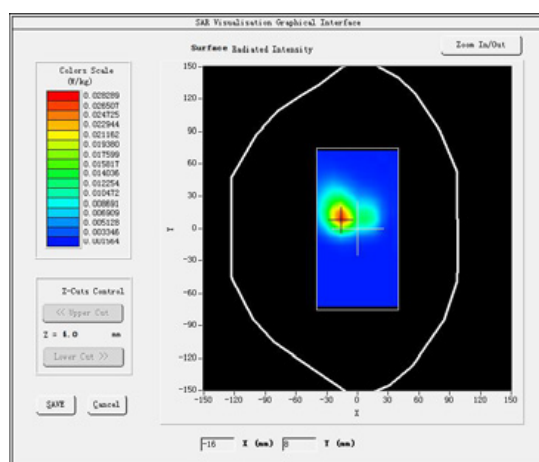 SAR Visualisation Graphical Interface
Surface Radiated Intensity
Zoom In/Out
Colors Scale
(W/kg)
0.028289
0.026507
0.024725
0.022944
0.021162
0.019380
0.017599
0.015817
0.014036
0.012254
0.010472
0.008691
0.006909
0.005128
0.003346
0.001564
150
120
90
60
30
0
-30
-60
-90
-120
-150
Y
-150 -120 -90 -60 -30 0 30 60 90 120 150
X
Z-Cuts Control
<< Upper Cut
Z = 4.0 mm
Lower Cut >>
SAVE Cancel
-16 X (mm) 8 Y (mm)